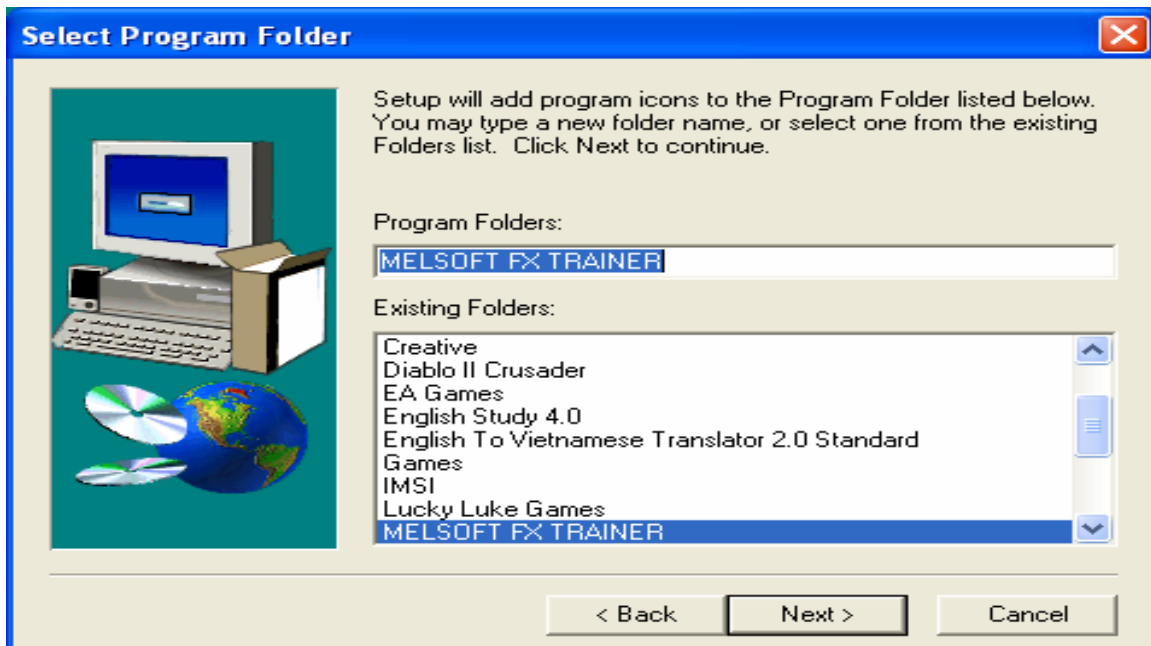 Select Program Folder
Setup will add program icons to the Program Folder listed below.
You may type a new folder name, or select one from the existing
Folders list. Click Next to continue.
Program Folders:
MELSOFT FX TRAINER
Existing Folders:
Creative
Diablo II Crusader
EA Games
English Study 4.0
English To Vietnamese Translator 2.0 Standard
Games
IMSI
Lucky Luke Games
MELSOFT FX TRAINER
< Back Next > Cancel